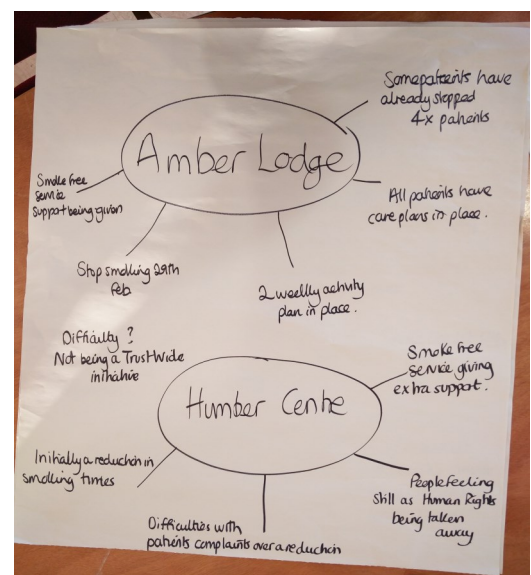 Some patients have
already stopped
4x patients
Amber Lodge
Smoke free
service
support being given
All patients have
care plans in place.
Stop smoking 29th
Feb
2 weekly activity
plan in place.
Difficulty ?
Not being a Trustwide
initiative
Smoke free
service giving
extra support.
Humber Centre
Initially a reduction in
smoking times
People feeling
still as Human Rights
being taken
away
Difficulties with
patients complaints over a reduction